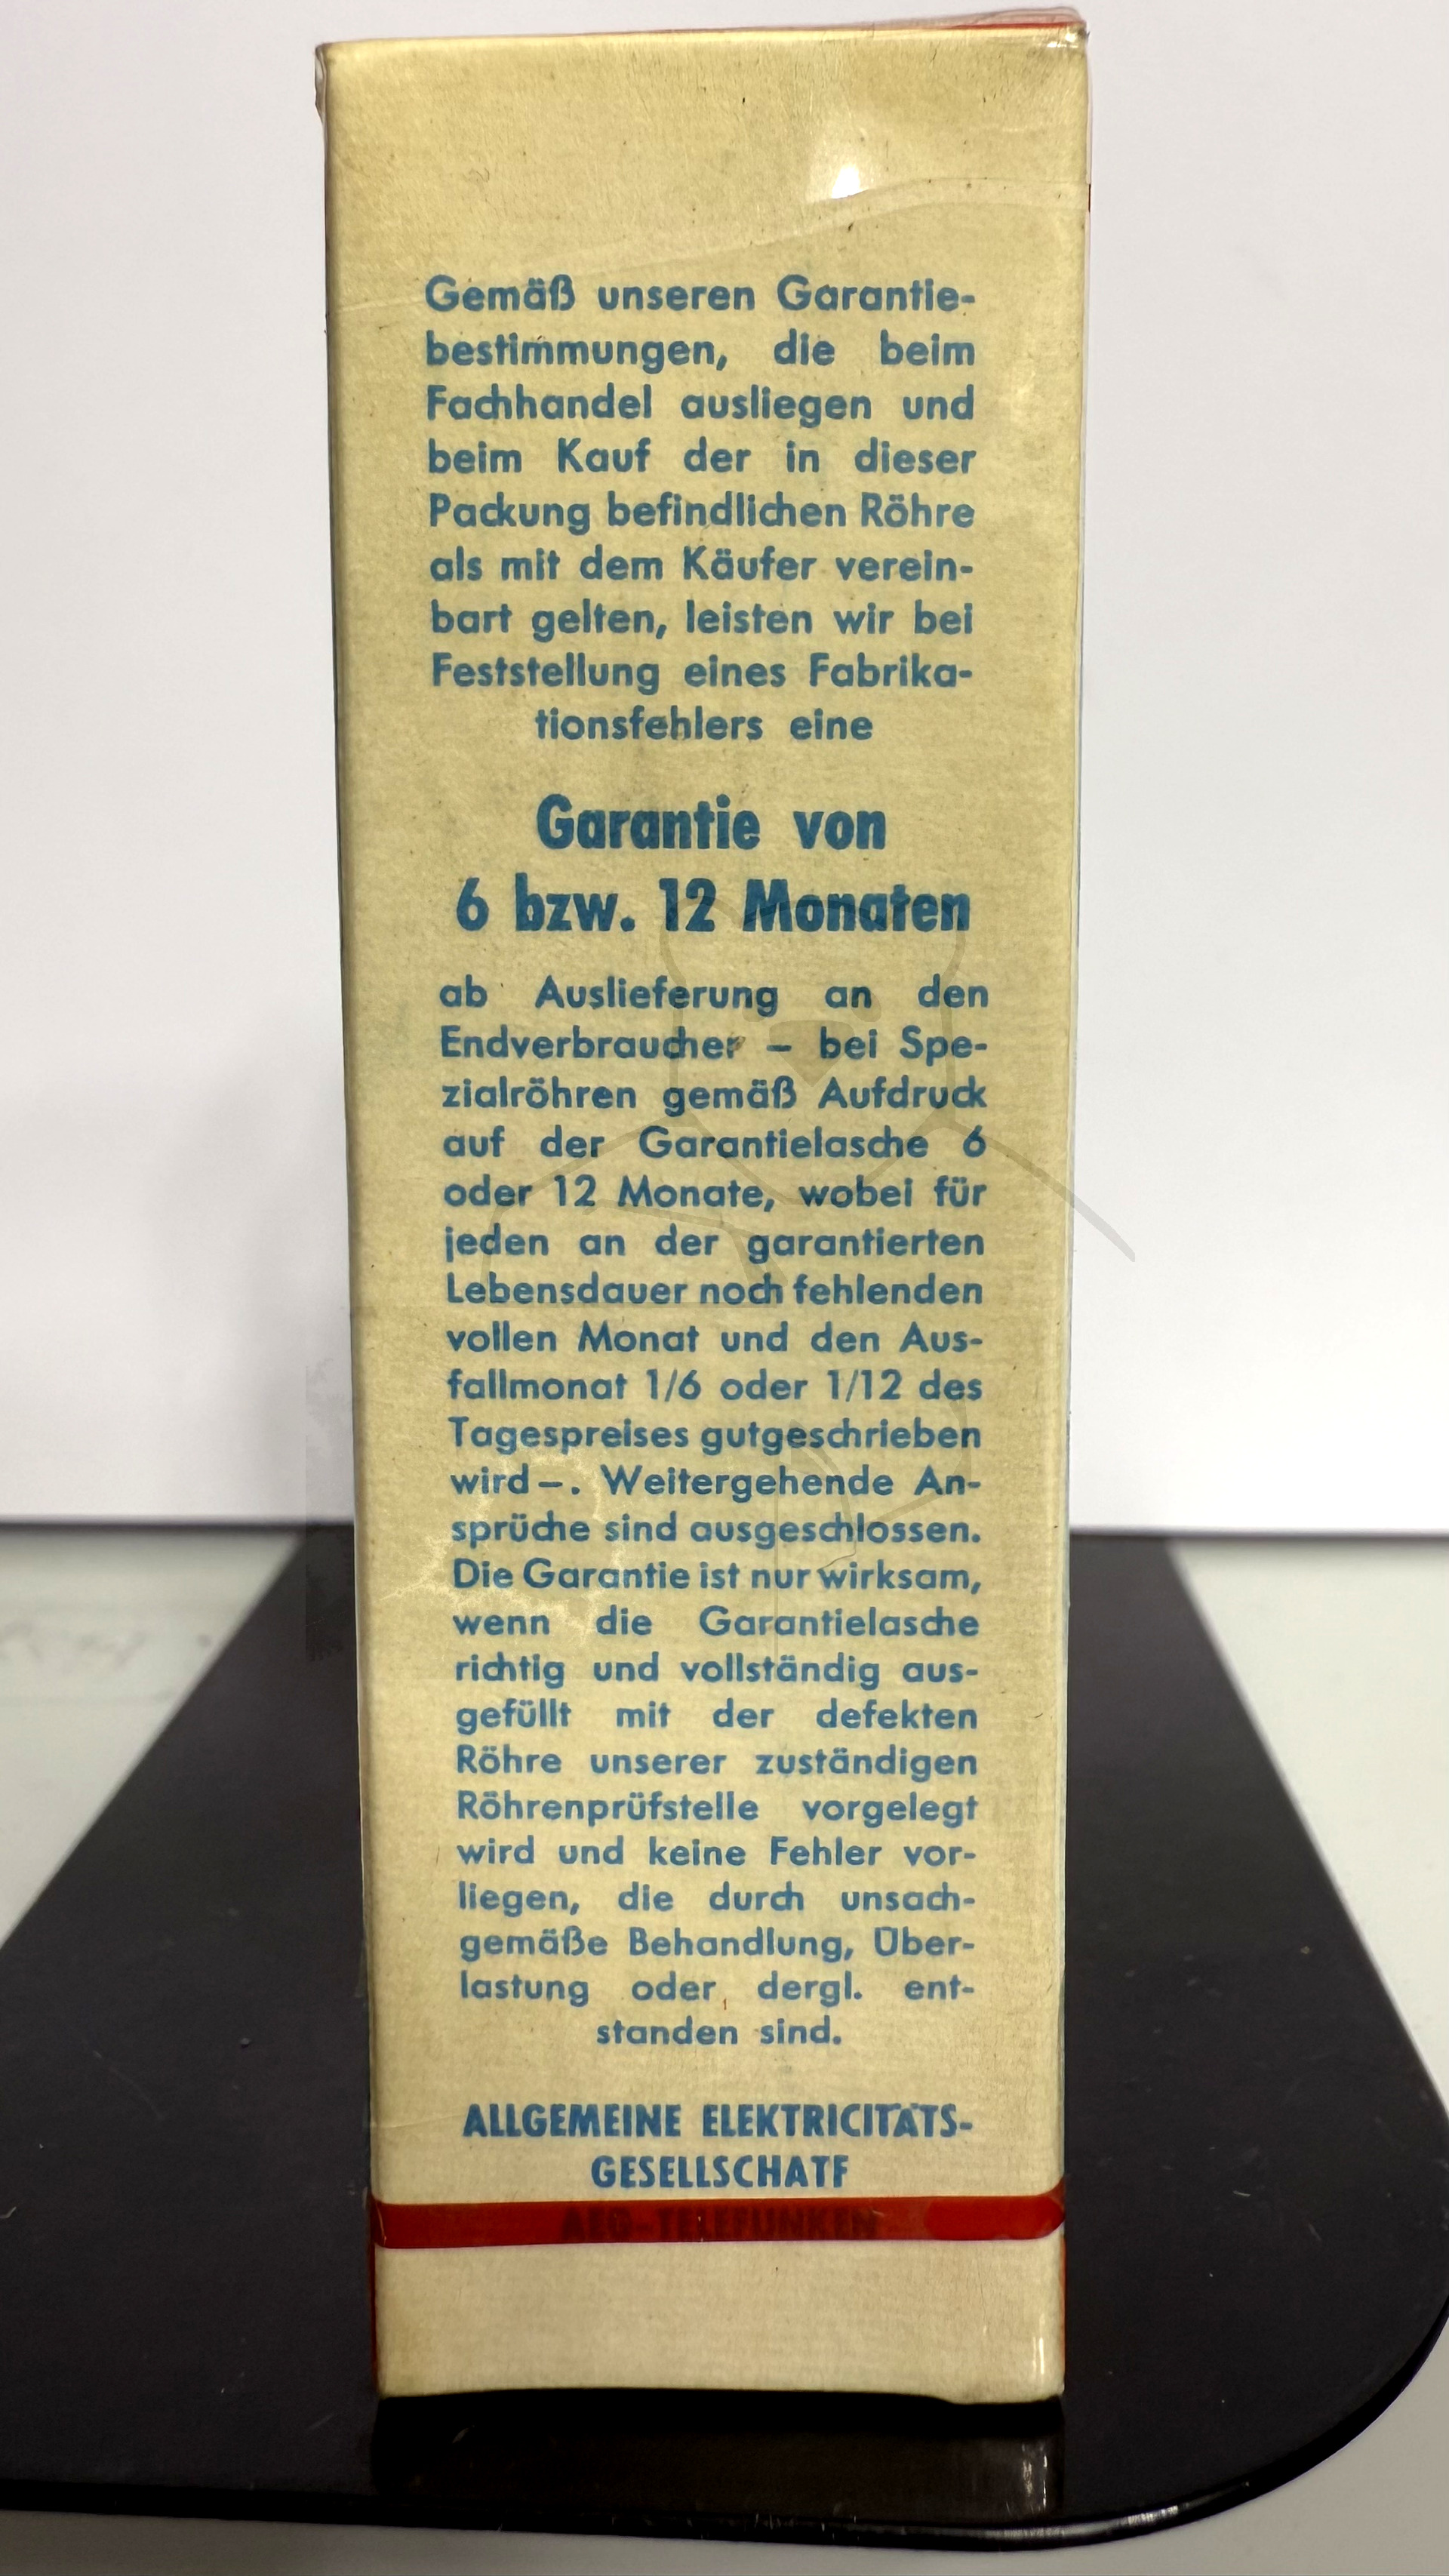 Gemäß unseren Garantie-
bestimmungen, die beim
Fachhandel ausliegen und
beim Kauf der in dieser
Packung befindlichen Röhre
als mit dem Käufer verein-
bart gelten, leisten wir bei
Feststellung eines Fabrika-
tionsfehlers eine
Garantie von
6 bzw. 12 Monaten
ab Auslieferung an den
Endverbraucher – bei Spe-
zialröhren gemäß Aufdruck
auf der Garantielasche 6
oder 12 Monate, wobei für
jeden an der garantierten
Lebensdauer noch fehlenden
vollen Monat und den Aus-
fallmonat 1/6 oder 1/12 des
Tagespreises gutgeschrieben
wird–. Weitergehende An-
sprüche sind ausgeschlossen.
Die Garantie ist nur wirksam,
wenn die Garantielasche
richtig und vollständig aus-
gefüllt mit der defekten
Röhre unserer zuständigen
Röhrenprüfstelle vorgelegt
wird und keine Fehler vor-
liegen, die durch unsach-
gemäße Behandlung, Über-
lastung oder dergl. ent-
standen sind.
ALLGEMEINE ELEKTRICITÄTS-
GESELLSCHATF
AEG-TELEFUNKEN